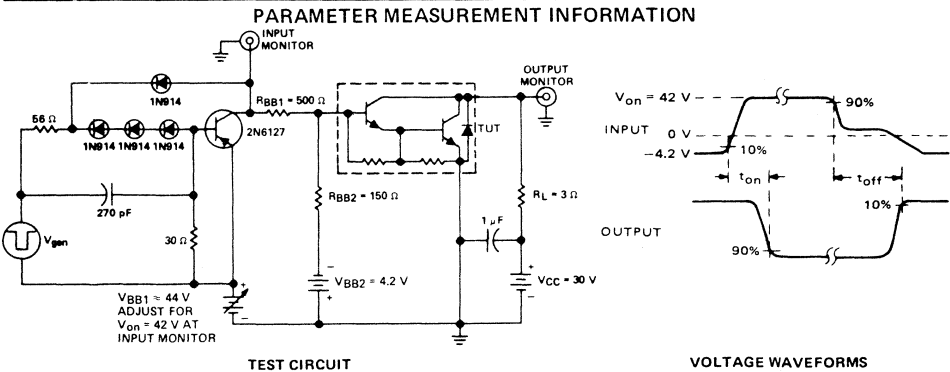 PARAMETER MEASUREMENT INFORMATION
INPUT
MONITOR
OUTPUT
MONITOR
1N914
RBB1 = 500 Ω
56 Ω
2N6127
TUT
1N914 1N914 1N914
270 pF
RBB2 = 150 Ω
RL = 3 Ω
1 μF
30 Ω
Vgen
VBB2 = 4.2 V
VCC = 30 V
VBB1 ≈ 44 V
ADJUST FOR
Von = 42 V AT
INPUT MONITOR
TEST CIRCUIT
Von = 42 V
90%
INPUT
0 V
−4.2 V
10%
ton
toff
10%
OUTPUT
90%
VOLTAGE WAVEFORMS